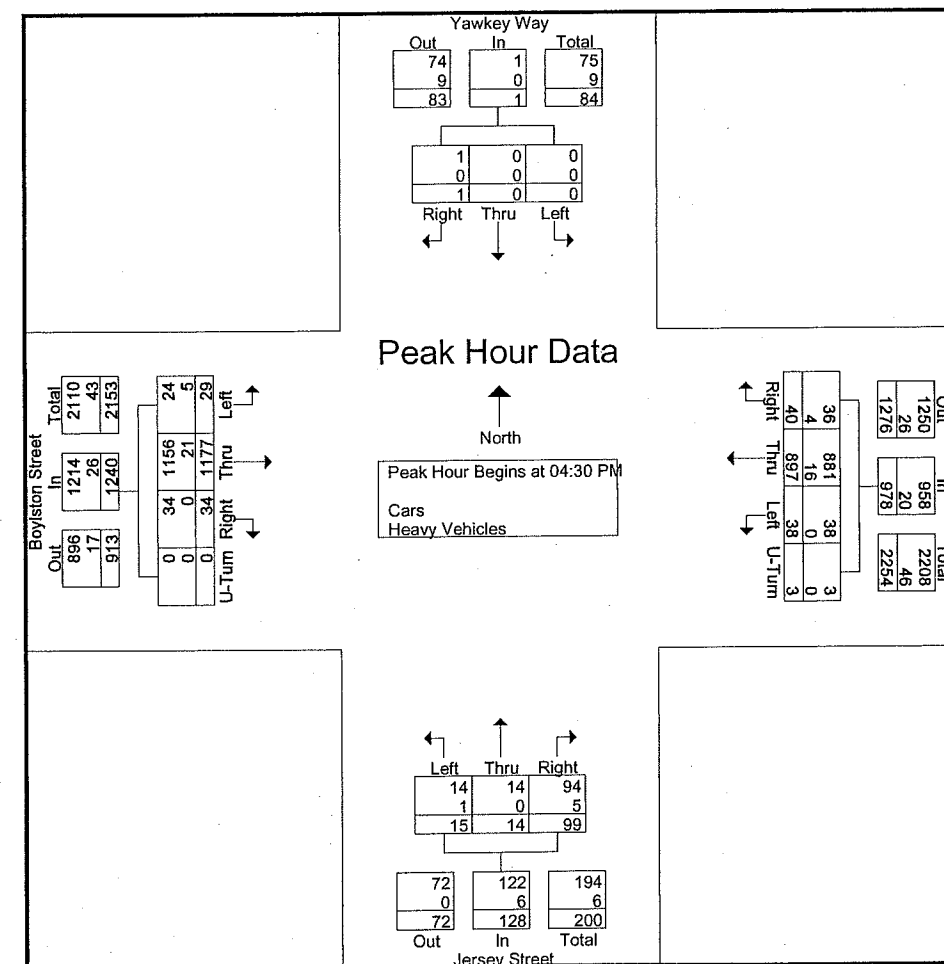 Yawkey Way
Out In Total
74 1 75
9 0 9
83 1 84
1 0 0
0 0 0
1 0 0
Right Thru Left
Peak Hour Data
North
Peak Hour Begins at 04:30 PM
Cars
Heavy Vehicles
Boylston Street
Out In Total
896 1214 2110
17 26 43
913 1240 2153
U-Turn Right Thru Left
0 34 1156 24
0 0 21 5
0 34 1177 29
Out In Total
1250 958 2208
26 20 46
1276 978 2254
36 881 38 3
4 16 0 0
40 897 38 3
Right Thru Left U-Turn
Left Thru Right
14 14 94
1 0 5
15 14 99
72 122 194
0 6 6
72 128 200
Out In Total
Jersey Street